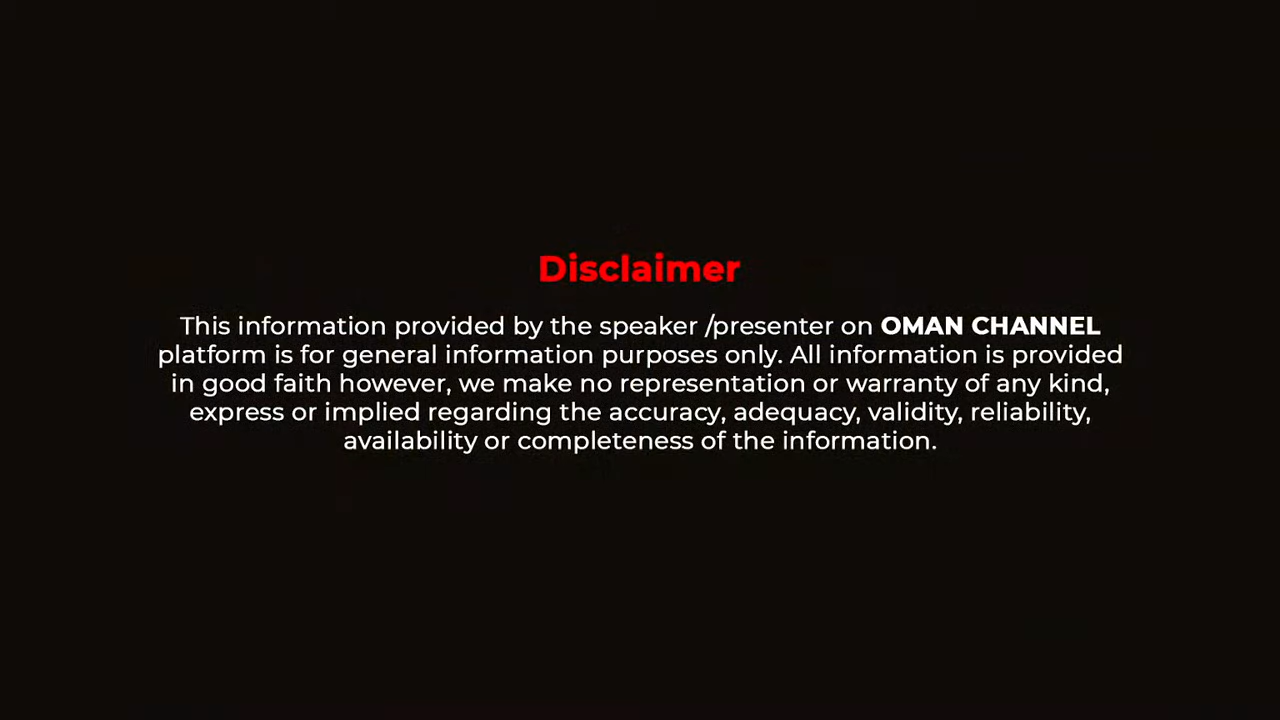 Disclaimer
This information provided by the speaker /presenter on OMAN CHANNEL
platform is for general information purposes only. All information is provided
in good faith however, we make no representation or warranty of any kind,
express or implied regarding the accuracy, adequacy, validity, reliability,
availability or completeness of the information.